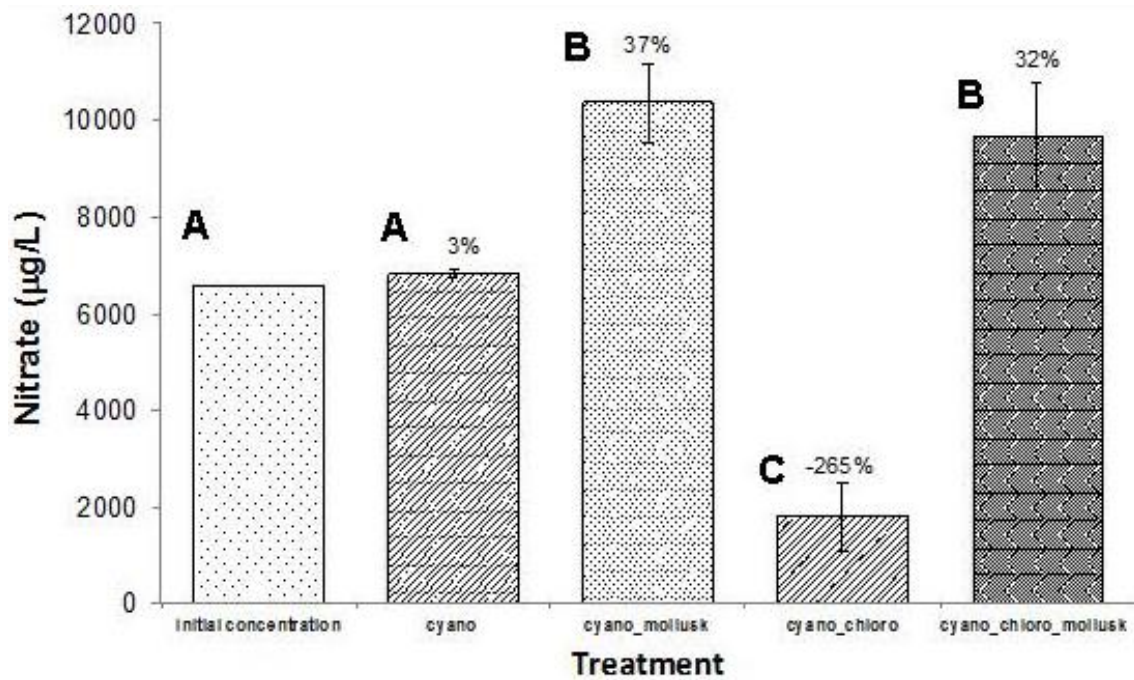 12000
10000
8000
6000
4000
2000
0
Nitrate (µg/L)
A
A
3%
B
37%
C
-265%
B
32%
initial concentration
cyano
cyano_mollusk
cyano_chloro
cyano_chloro_mollusk
Treatment